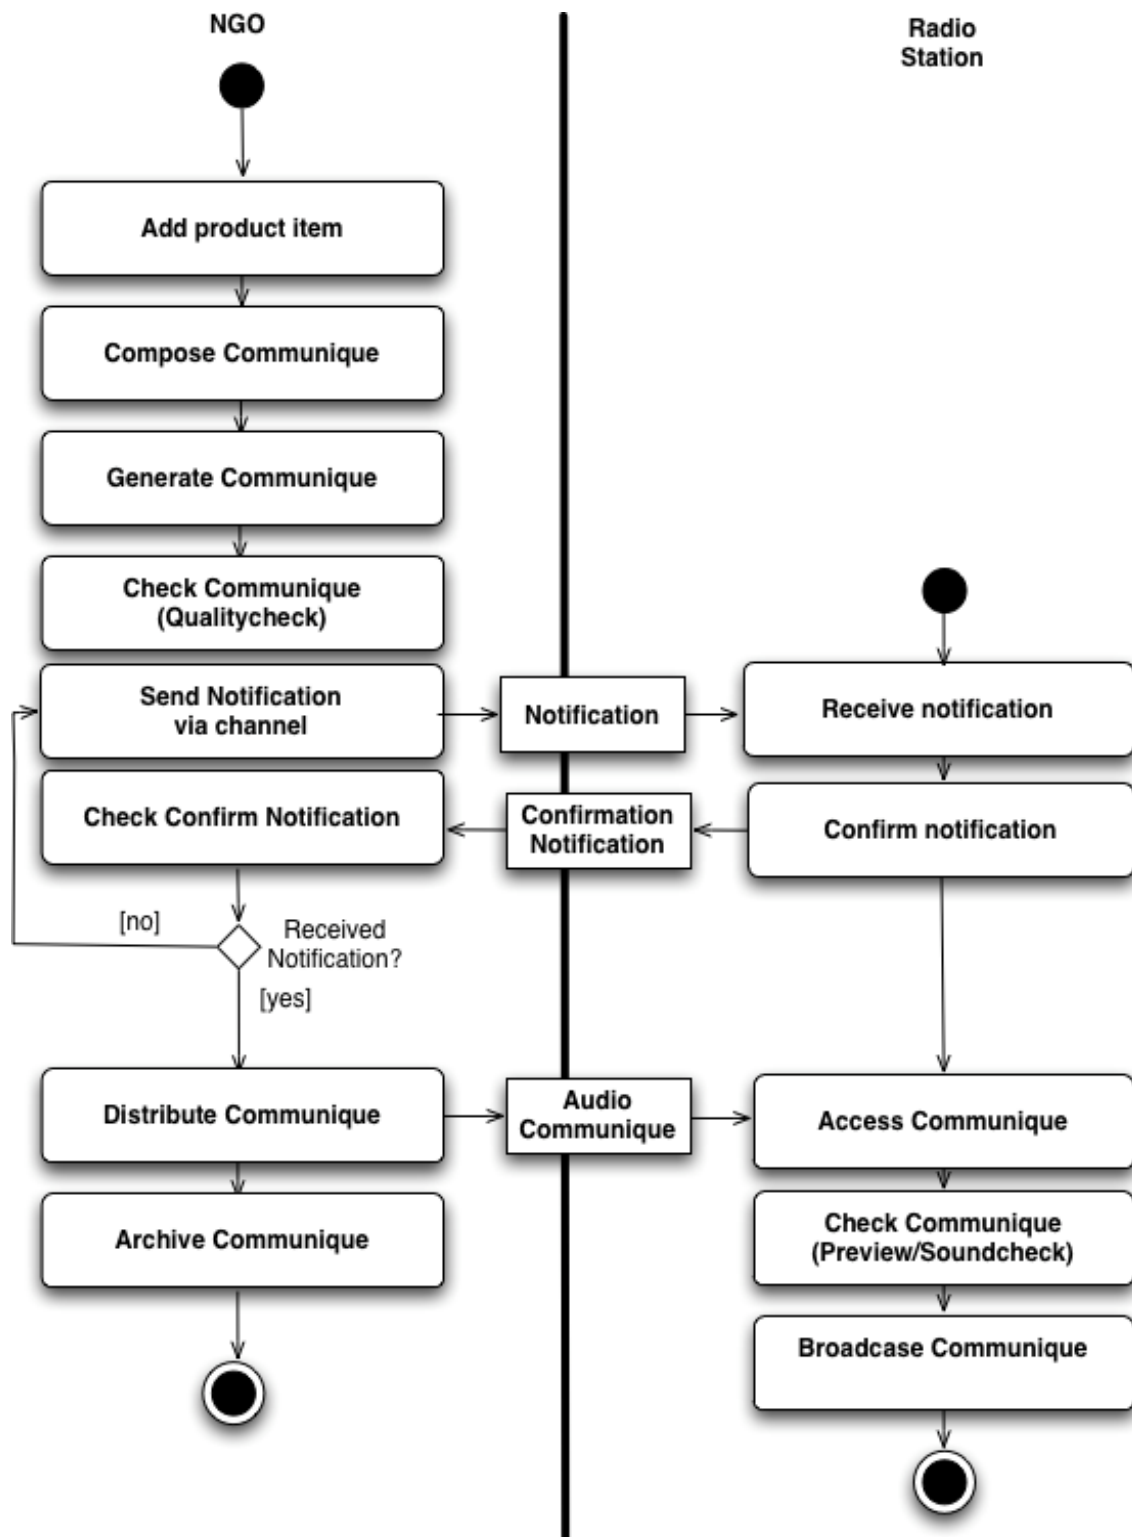 NGO
Radio
Station
Add product item
Compose Communique
Generate Communique
Check Communique
(Qualitycheck)
Send Notification
via channel
Notification
Receive notification
Check Confirm Notification
Confirmation
Notification
Confirm notification
[no]
Received
Notification?
[yes]
Distribute Communique
Audio
Communique
Access Communique
Archive Communique
Check Communique
(Preview/Soundcheck)
Broadcase Communique